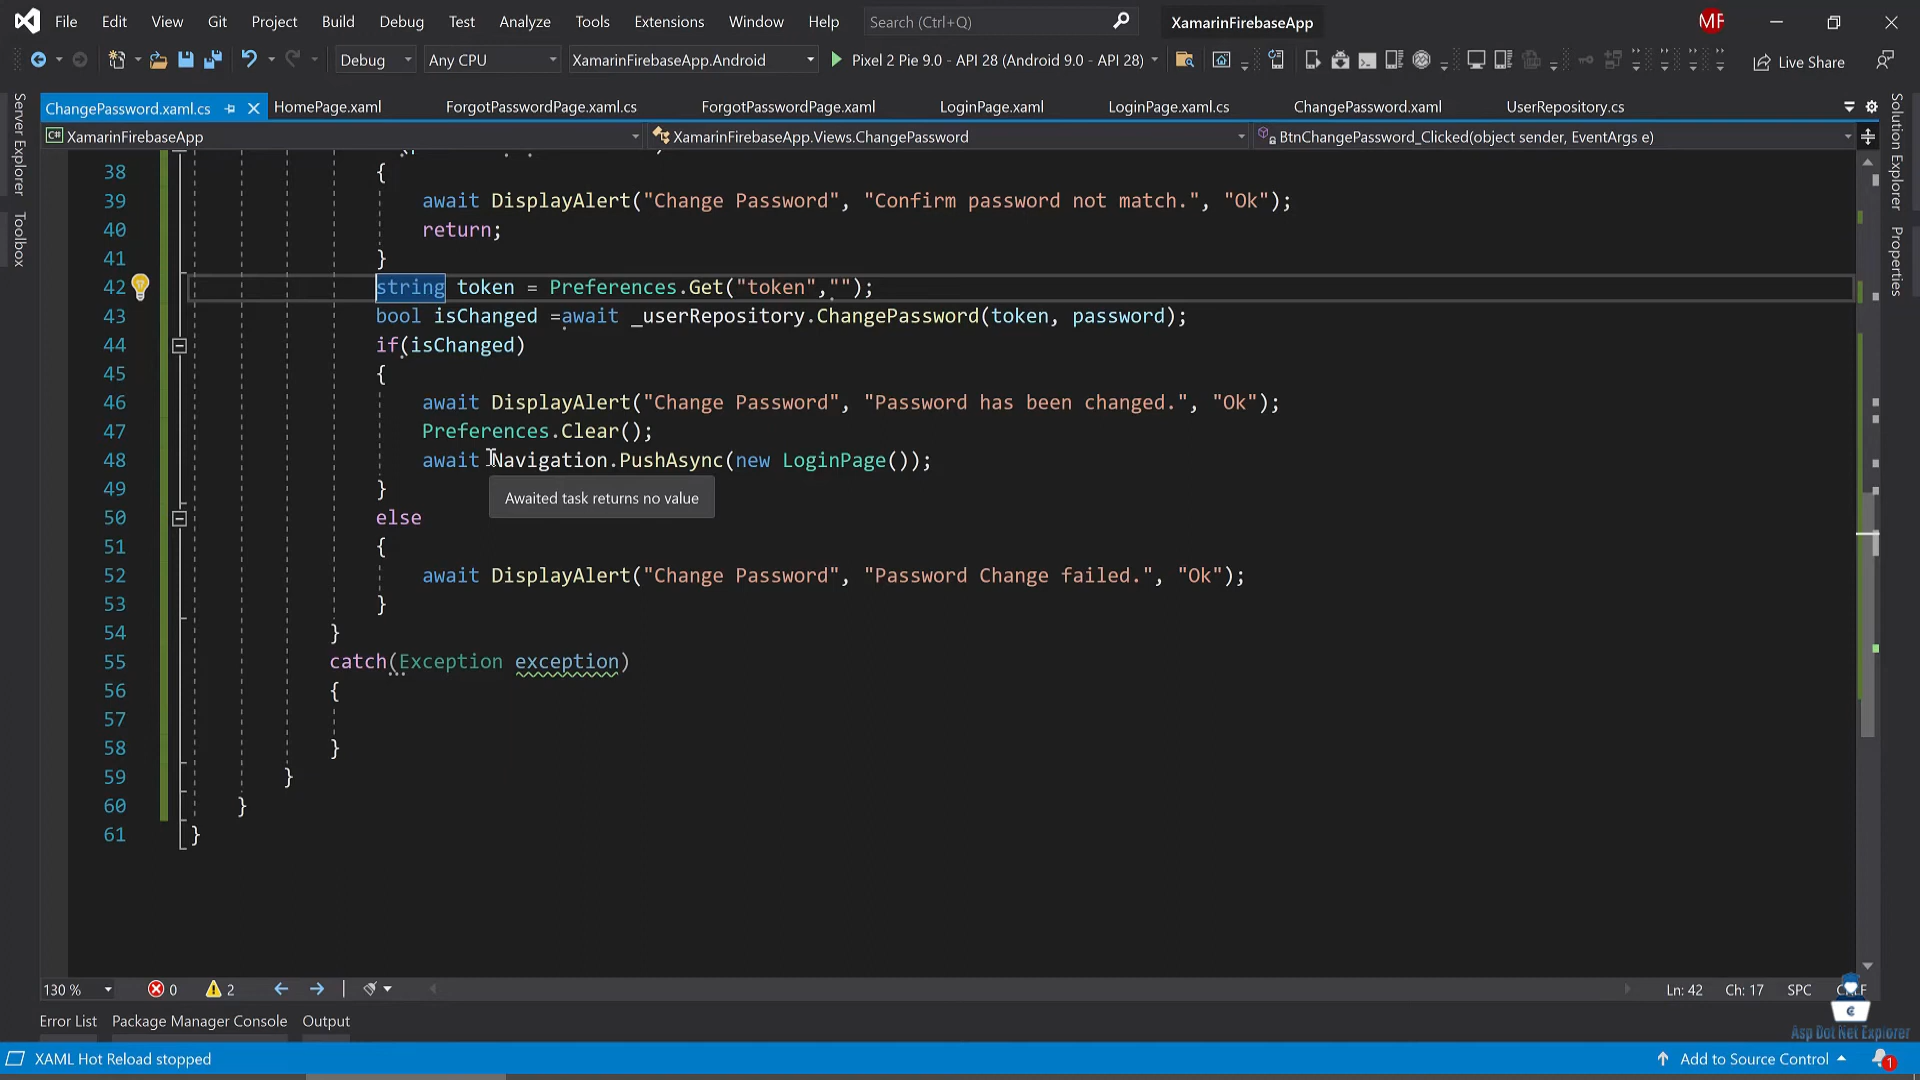 File Edit View Git Project Build Debug Test Analyze Tools Extensions Window Help Search (Ctrl+Q) XamarinFirebaseApp MF
Debug Any CPU XamarinFirebaseApp.Android Pixel 2 Pie 9.0 - API 28 (Android 9.0 - API 28) Live Share
ChangePassword.xaml.cs HomePage.xaml ForgotPasswordPage.xaml.cs ForgotPasswordPage.xaml LoginPage.xaml LoginPage.xaml.cs ChangePassword.xaml UserRepository.cs
XamarinFirebaseApp XamarinFirebaseApp.Views.ChangePassword BtnChangePassword_Clicked(object sender, EventArgs e)
Server Explorer
Toolbox
Solution Explorer
Properties
38 {
39 await DisplayAlert("Change Password", "Confirm password not match.", "Ok");
40 return;
41 }
42 string token = Preferences.Get("token","");
43 bool isChanged =await _userRepository.ChangePassword(token, password);
44 if(isChanged)
45 {
46 await DisplayAlert("Change Password", "Password has been changed.", "Ok");
47 Preferences.Clear();
48 await Navigation.PushAsync(new LoginPage());
49 }
Awaited task returns no value
50 else
51 {
52 await DisplayAlert("Change Password", "Password Change failed.", "Ok");
53 }
54 }
55 catch(Exception exception)
56 {
57
58 }
59 }
60 }
61 }
130 % 0 2 Ln: 42 Ch: 17 SPC
Error List Package Manager Console Output
Asp Dot Net Explorer
XAML Hot Reload stopped Add to Source Control 1